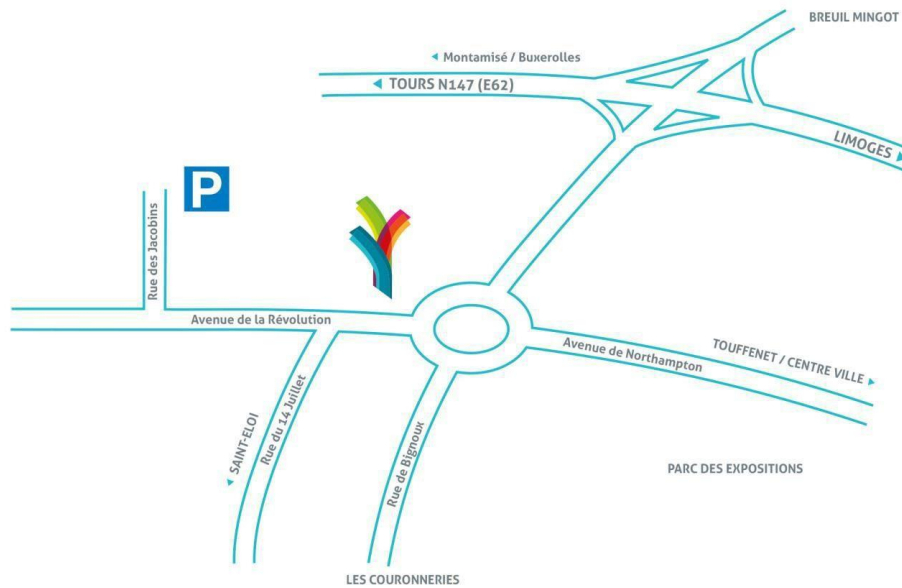 BREUIL MINGOT
Montamisé / Buxerolles
TOURS N147 (E62)
LIMOGES
P
Rue des Jacobins
Avenue de la Révolution
Avenue de Northampton
TOUFFENET / CENTRE VILLE
SAINT-ELOI
Rue du 14 Juillet
Rue de Bignoux
PARC DES EXPOSITIONS
LES COURONNERIES